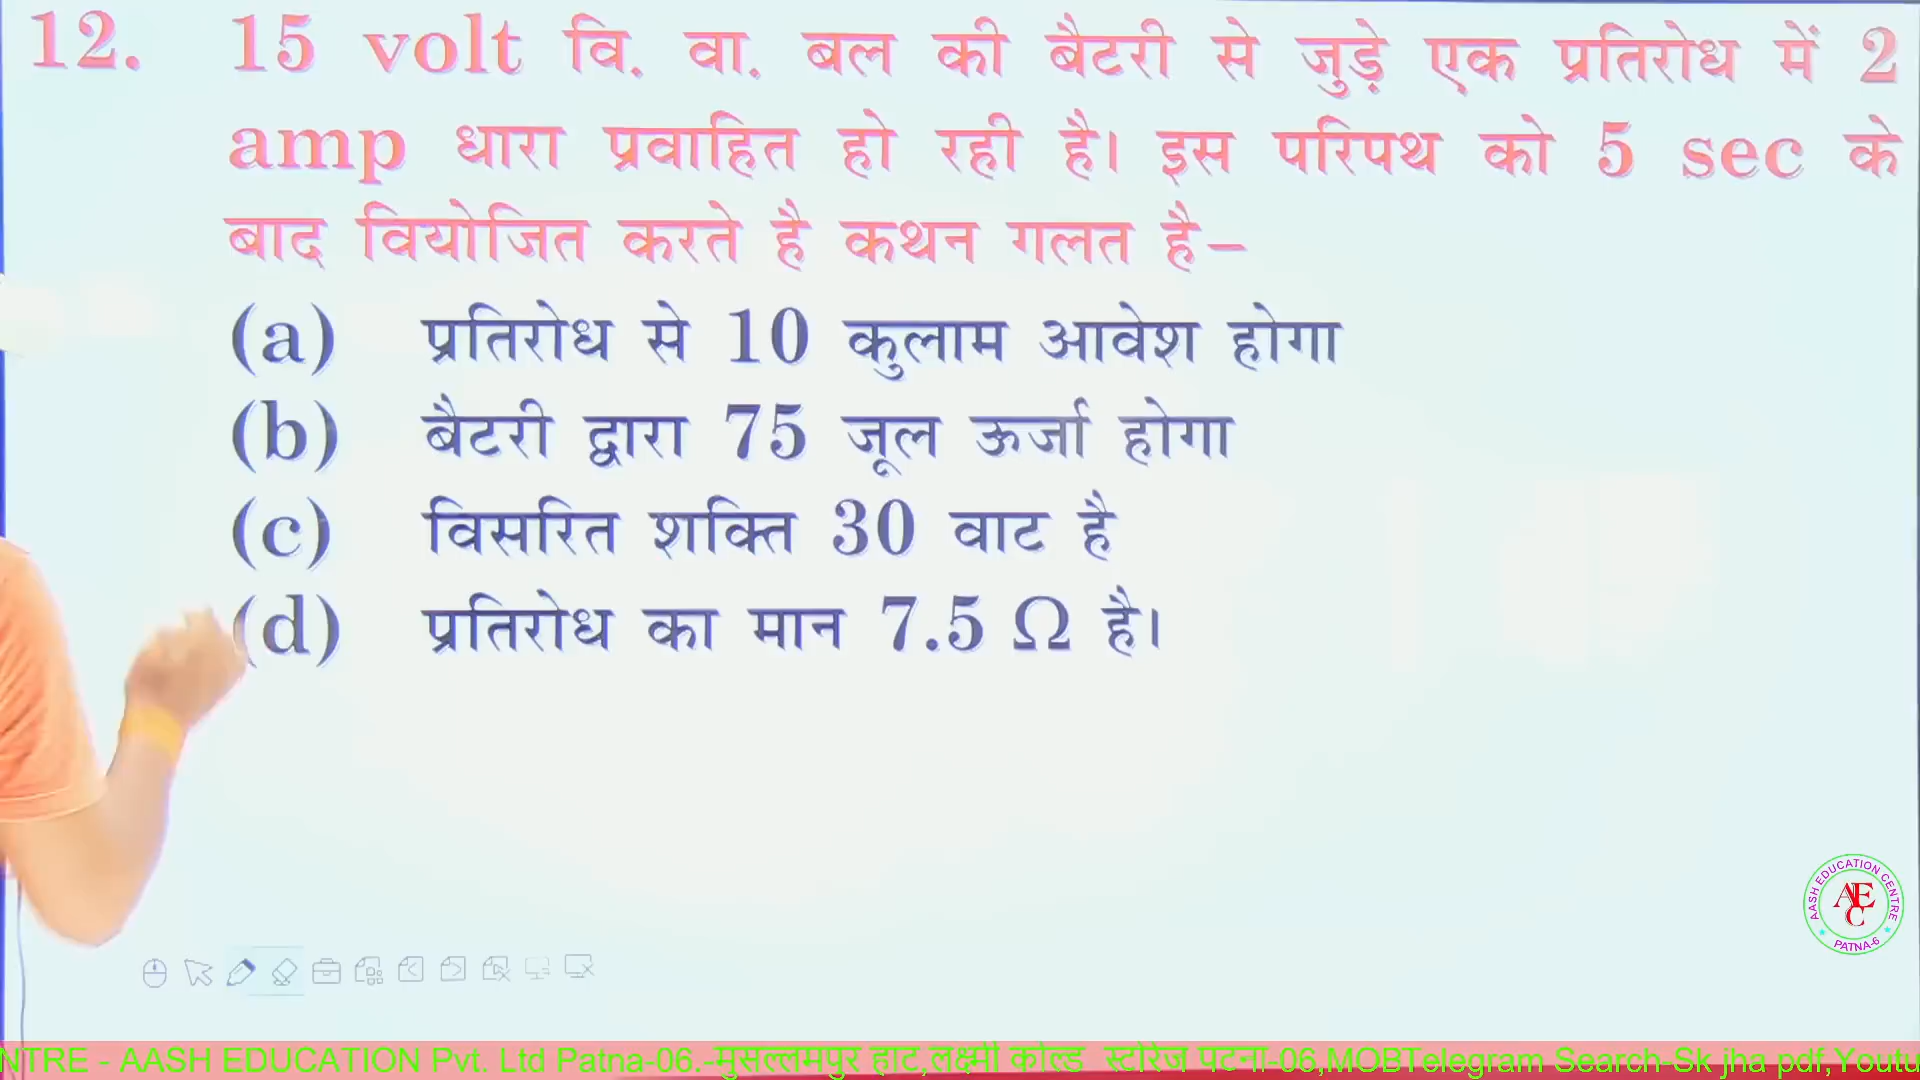 12. 15 volt वि. वा. बल की बैटरी से जुड़े एक प्रतिरोध में 2
amp धारा प्रवाहित हो रही है। इस परिपथ को 5 sec के
बाद वियोजित करते है कथन गलत है–
(a) प्रतिरोध से 10 कुलाम आवेश होगा
(b) बैटरी द्वारा 75 जूल ऊर्जा होगा
(c) विसरित शक्ति 30 वाट है
(d) प्रतिरोध का मान 7.5 Ω है।
AASH EDUCATION CENTRE
AEC
PATNA-6
NTRE - AASH EDUCATION Pvt. Ltd Patna-06.-मुसल्लमपुर हाट,लक्ष्मी कोल्ड स्टोरेज पटना-06,MOBTelegram Search-Sk jha pdf,Youtu